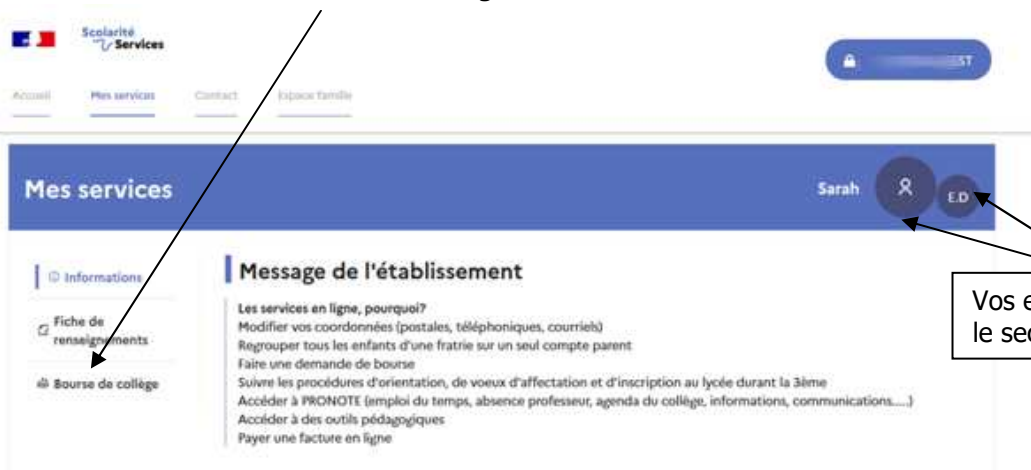 Scolarité
Services
ST
Accueil Mes services Contact Espace famille
Mes services
Sarah
E.D
Informations
Fiche de
renseignements
Bourse de collège
Message de l'établissement
Les services en ligne, pourquoi?
Modifier vos coordonnées (postales, téléphoniques, courriels)
Regrouper tous les enfants d'une fratrie sur un seul compte parent
Faire une demande de bourse
Suivre les procédures d'orientation, de voeux d'affectation et d'inscription au lycée durant la 3ème
Accéder à PRONOTE (emploi du temps, absence professeur, agenda du collège, informations, communications.....)
Accéder à des outils pédagogiques
Payer une facture en ligne
Vos e
le sec